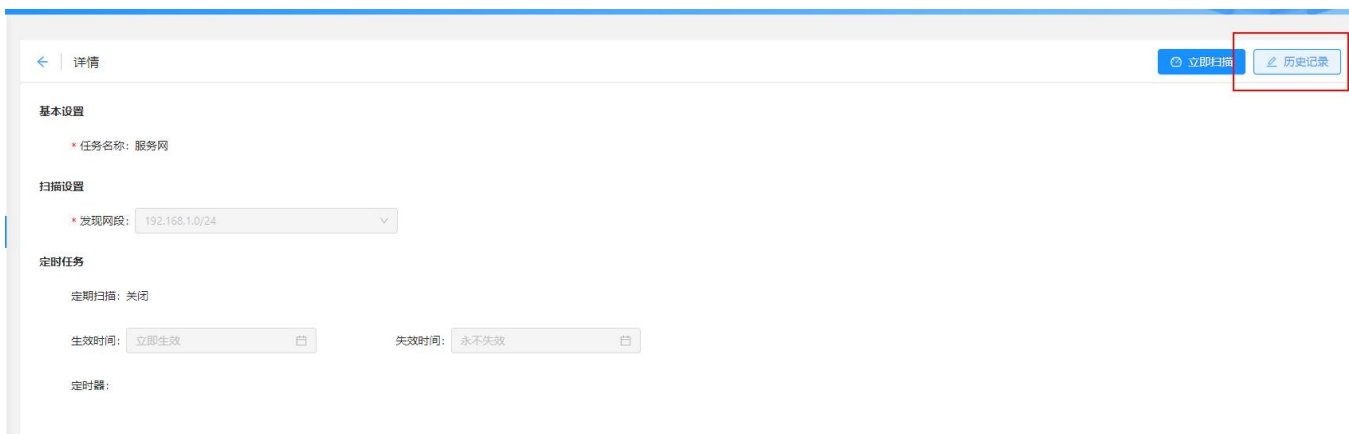 详情
立即扫描
历史记录
基本设置
* 任务名称: 服务网
扫描设置
* 发现网段: 192.168.1.0/24
定时任务
定期扫描: 关闭
生效时间: 立即生效 失效时间: 永不失效
定时器: